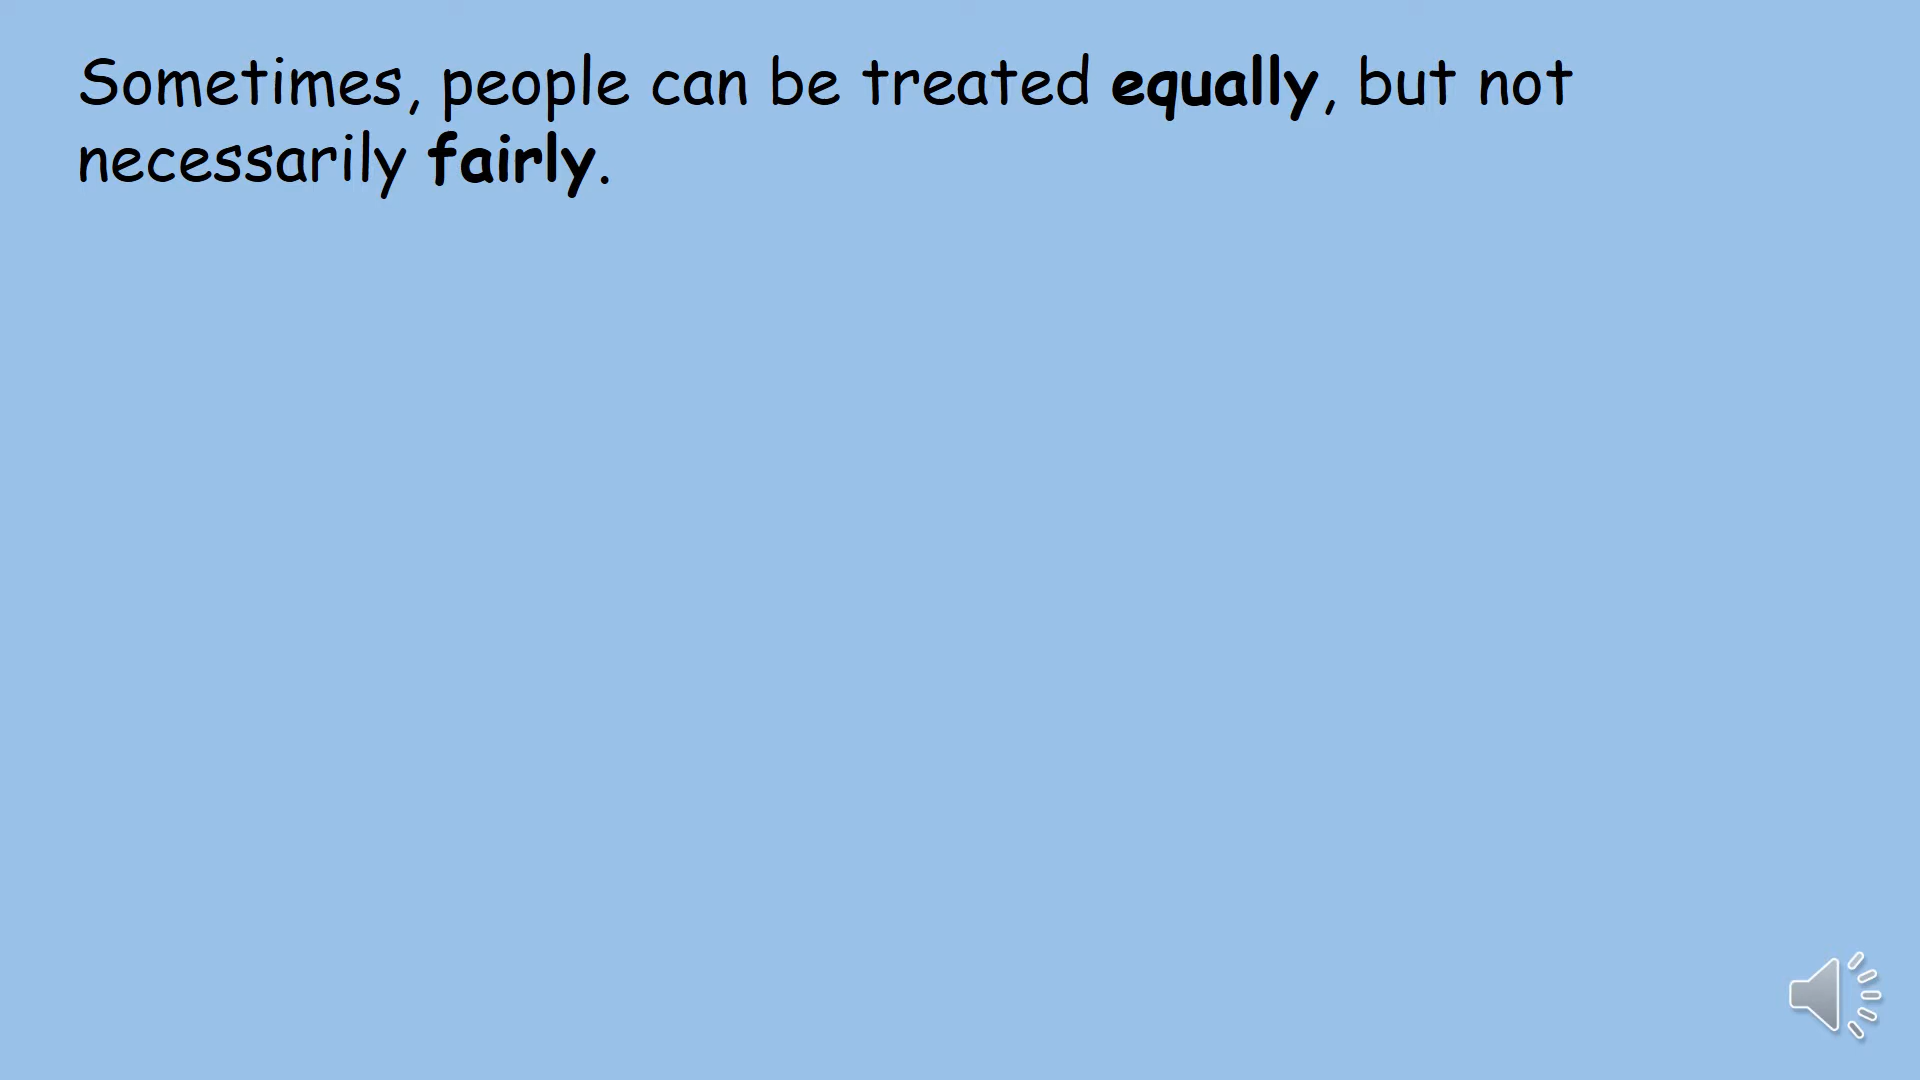 Sometimes, people can be treated equally, but not
necessarily fairly.